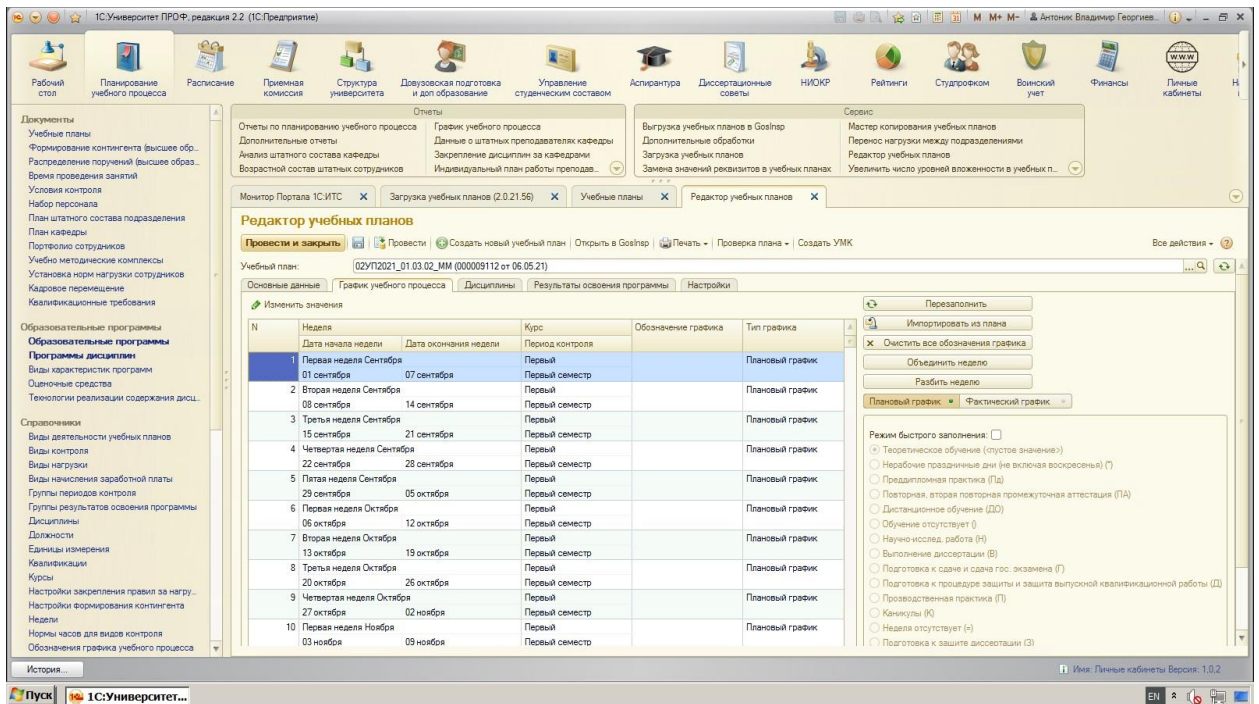 1С:Университет ПРОФ, редакция 2.2 (1С:Предприятие)
M M+ M- Антоник Владимир Георгиев...
Рабочий стол
Планирование учебного процесса
Расписание
Приемная комиссия
Структура университета
Довузовская подготовка и доп образование
Управление студенческим составом
Аспирантура
Диссертационные советы
НИОКР
Рейтинги
Студпрофком
Воинский учет
Финансы
www
Личные кабинеты
Документы
Учебные планы
Формирование контингента (высшее обр...
Распределение поручений (высшее образ...
Время проведения занятий
Условия контроля
Набор персонала
План штатного состава подразделения
План кафедры
Портфолио сотрудников
Учебно методические комплексы
Установка норм нагрузки сотрудников
Кадровое перемещение
Квалификационные требования
Образовательные программы
Образовательные программы
Программы дисциплин
Виды характеристик программ
Оценочные средства
Технологии реализации содержания дисц...
Справочники
Виды деятельности учебных планов
Виды контроля
Виды нагрузки
Виды начисления заработной платы
Группы периодов контроля
Группы результатов освоения программы
Дисциплины
Должности
Единицы измерения
Квалификации
Курсы
Настройки закрепления правил за нагру...
Настройки формирования контингента
Недели
Нормы часов для видов контроля
Обозначения графика учебного процесса
Отчеты
Отчеты по планированию учебного процесса График учебного процесса
Дополнительные отчеты Данные о штатных преподавателях кафедры
Анализ штатного состава кафедры Закрепление дисциплин за кафедрами
Возрастной состав штатных сотрудников Индивидуальный план работы преподав...
Сервис
Выгрузка учебных планов в GosInsp Мастер копирования учебных планов
Дополнительные обработки Перенос нагрузки между подразделениями
Загрузка учебных планов Редактор учебных планов
Замена значений реквизитов в учебных планах Увеличить число уровней вложенности в учебных п...
Монитор Портала 1С:ИТС Загрузка учебных планов (2.0.21.56) Учебные планы Редактор учебных планов
Редактор учебных планов
Провести и закрыть Провести Создать новый учебный план Открыть в GosInsp Печать Проверка плана Создать УМК Все действия
Учебный план: 02УП2021_01.03.02_ММ (000009112 от 06.05.21)
Основные данные График учебного процесса Дисциплины Результаты освоения программы Настройки
Изменить значения
N Неделя Курс Обозначение графика Тип графика
Дата начала недели Дата окончания недели Период контроля
1 Первая неделя Сентября Первый Плановый график
01 сентября 07 сентября Первый семестр
2 Вторая неделя Сентября Первый Плановый график
08 сентября 14 сентября Первый семестр
3 Третья неделя Сентября Первый Плановый график
15 сентября 21 сентября Первый семестр
4 Четвертая неделя Сентября Первый Плановый график
22 сентября 28 сентября Первый семестр
5 Пятая неделя Сентября Первый Плановый график
29 сентября 05 октября Первый семестр
6 Первая неделя Октября Первый Плановый график
06 октября 12 октября Первый семестр
7 Вторая неделя Октября Первый Плановый график
13 октября 19 октября Первый семестр
8 Третья неделя Октября Первый Плановый график
20 октября 26 октября Первый семестр
9 Четвертая неделя Октября Первый Плановый график
27 октября 02 ноября Первый семестр
10 Первая неделя Ноября Первый Плановый график
03 ноября 09 ноября Первый семестр
Перезаполнить
Импортировать из плана
Очистить все обозначения графика
Объединить неделю
Разбить неделю
Плановый график Фактический график
Режим быстрого заполнения:
Теоретическое обучение (<пустое значение>)
Нерабочие праздничные дни (не включая воскресенья) (*)
Преддипломная практика (Пд)
Повторная, вторая повторная промежуточная аттестация (ПА)
Дистанционное обучение (ДО)
Обучение отсутствует ()
Научно-исслед. работа (Н)
Выполнение диссертации (В)
Подготовка к сдаче и сдача гос. экзамена (Г)
Подготовка к процедуре защиты и защита выпускной квалификационной работы (Д)
Прозводственная практика (П)
Каникулы (К)
Неделя отсутствует (=)
Подготовка к защите диссертации (З)
История...
Имя: Личные кабинеты Версия: 1.0.2
Пуск 1С:Университет...
EN